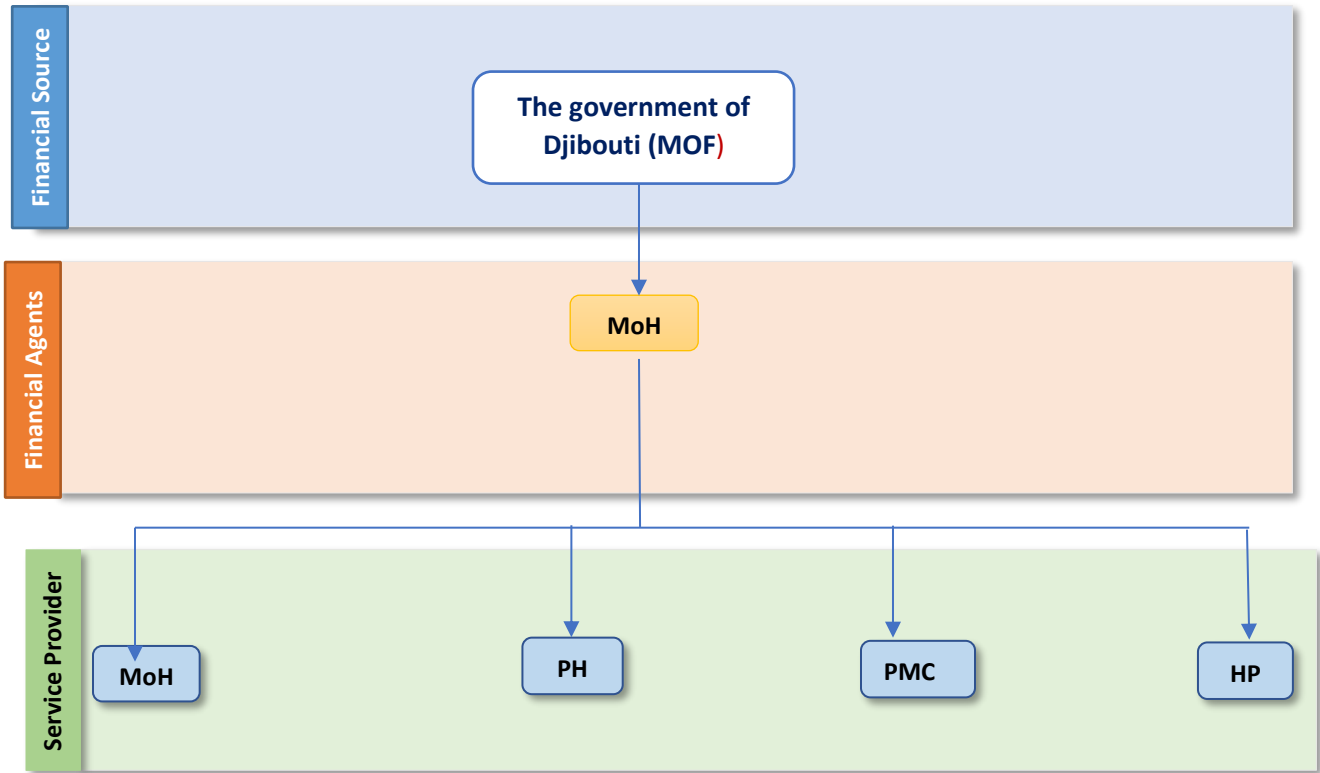 Financial Source
The government of
Djibouti (MOF)
Financial Agents
MoH
Service Provider
MoH
PH
PMC
HP